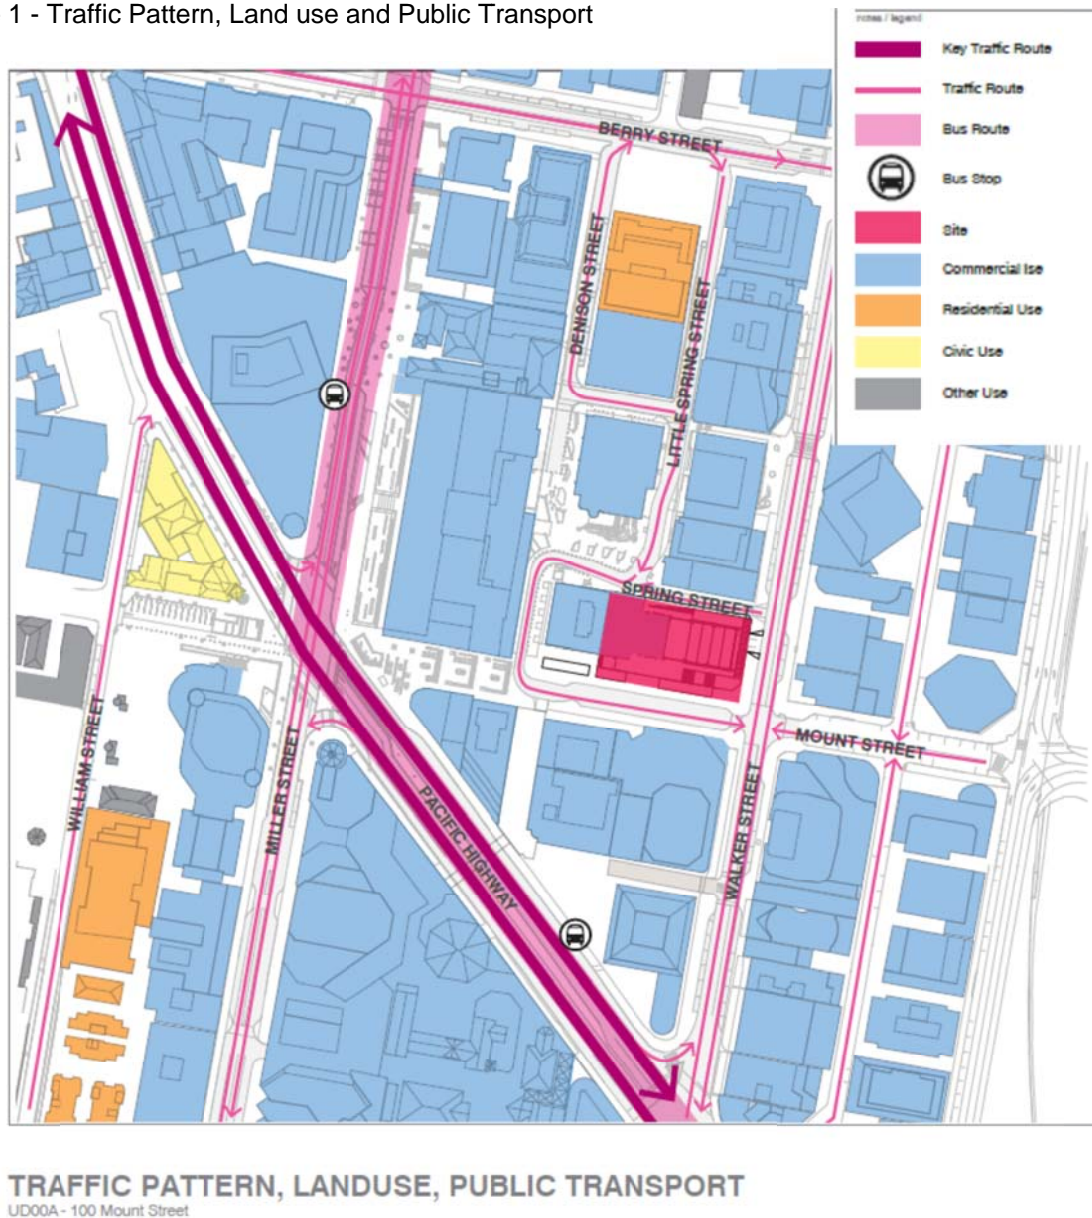 1 - Traffic Pattern, Land use and Public Transport
notes / legend
Key Traffic Route
Traffic Route
Bus Route
Bus Stop
Site
Commercial Ise
Residential Use
Civic Use
Other Use
BERRY STREET
DENISON STREET
LITTLE SPRING STREET
SPRING STREET
MOUNT STREET
WILLIAM STREET
MILLER STREET
PACIFIC HIGHWAY
WALKER STREET
TRAFFIC PATTERN, LANDUSE, PUBLIC TRANSPORT
UD00A - 100 Mount Street